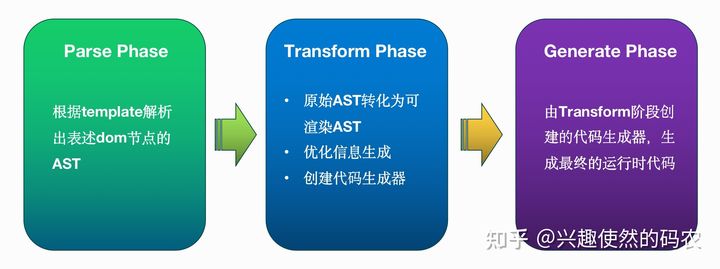 Parse Phase
根据template解析
出表述dom节点的
AST
Transform Phase
• 原始AST转化为可
渲染AST
• 优化信息生成
• 创建代码生成器
Generate Phase
由Transform阶段创
建的代码生成器，生
成最终的运行时代码
知乎 @兴趣使然的码农